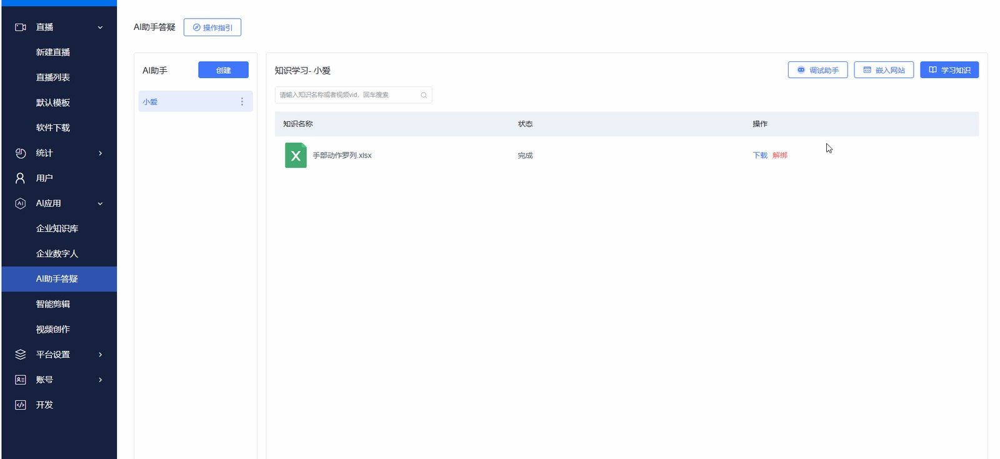 直播
新建直播
直播列表
默认模板
软件下载
统计
用户
AI应用
企业知识库
企业数字人
AI助手答疑
智能剪辑
视频创作
平台设置
账号
开发
AI助手答疑 操作指引
AI助手 创建
小爱
知识学习- 小爱 调试助手 嵌入网站 学习知识
请输入知识名称或者视频vid，回车搜索
知识名称 状态 操作
手部动作罗列.xlsx 完成 下载 解绑